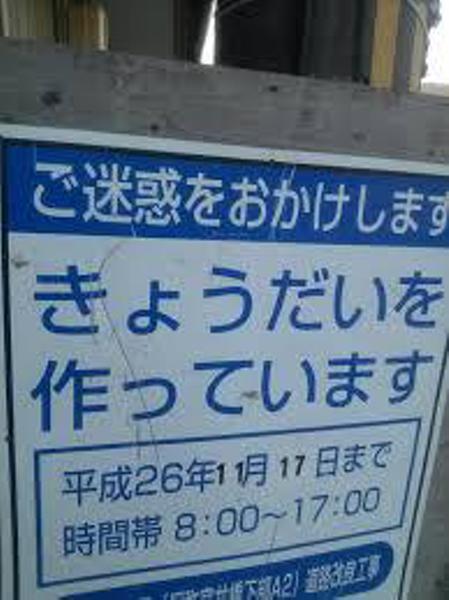 ご迷惑をおかけします
きょうだいを
作っています
平成26年11月17日まで
時間帯 8:00～17:00
A2）道路改良工事